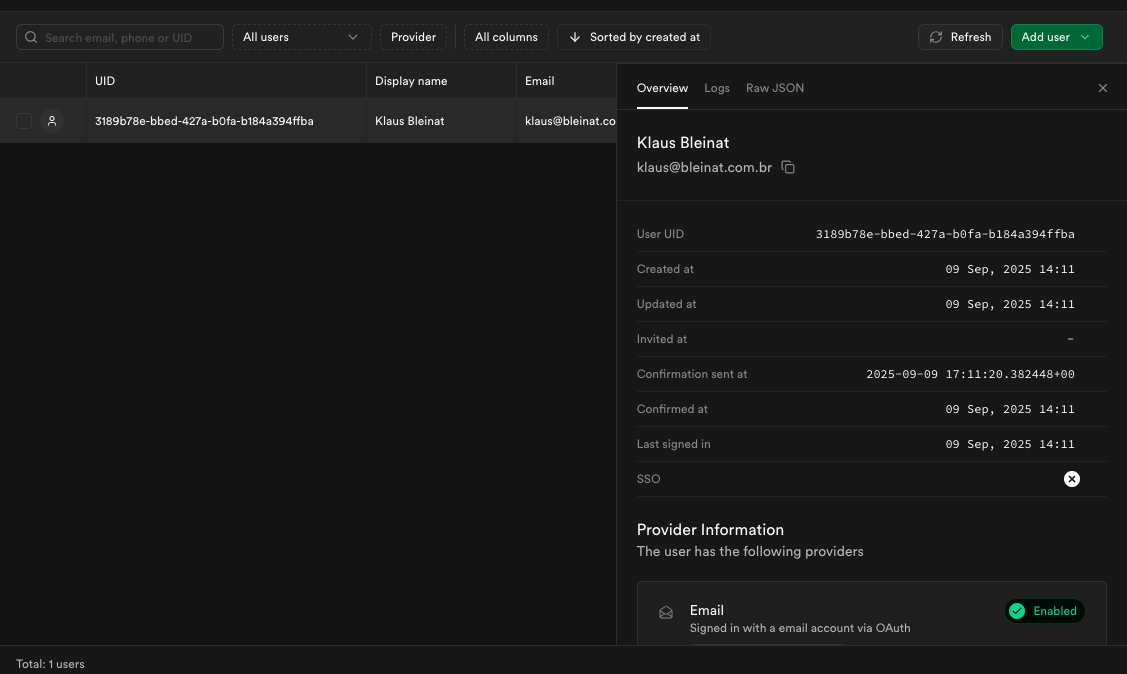 Search email, phone or UID
All users
Provider
All columns
Sorted by created at
Refresh
Add user
UID
Display name
Email
3189b78e-bbed-427a-b0fa-b184a394ffba
Klaus Bleinat
klaus@bleinat.co
Overview
Logs
Raw JSON
Klaus Bleinat
klaus@bleinat.com.br
User UID 3189b78e-bbed-427a-b0fa-b184a394ffba
Created at 09 Sep, 2025 14:11
Updated at 09 Sep, 2025 14:11
Invited at -
Confirmation sent at 2025-09-09 17:11:20.382448+00
Confirmed at 09 Sep, 2025 14:11
Last signed in 09 Sep, 2025 14:11
SSO
Provider Information
The user has the following providers
Email
Enabled
Signed in with a email account via OAuth
Total: 1 users